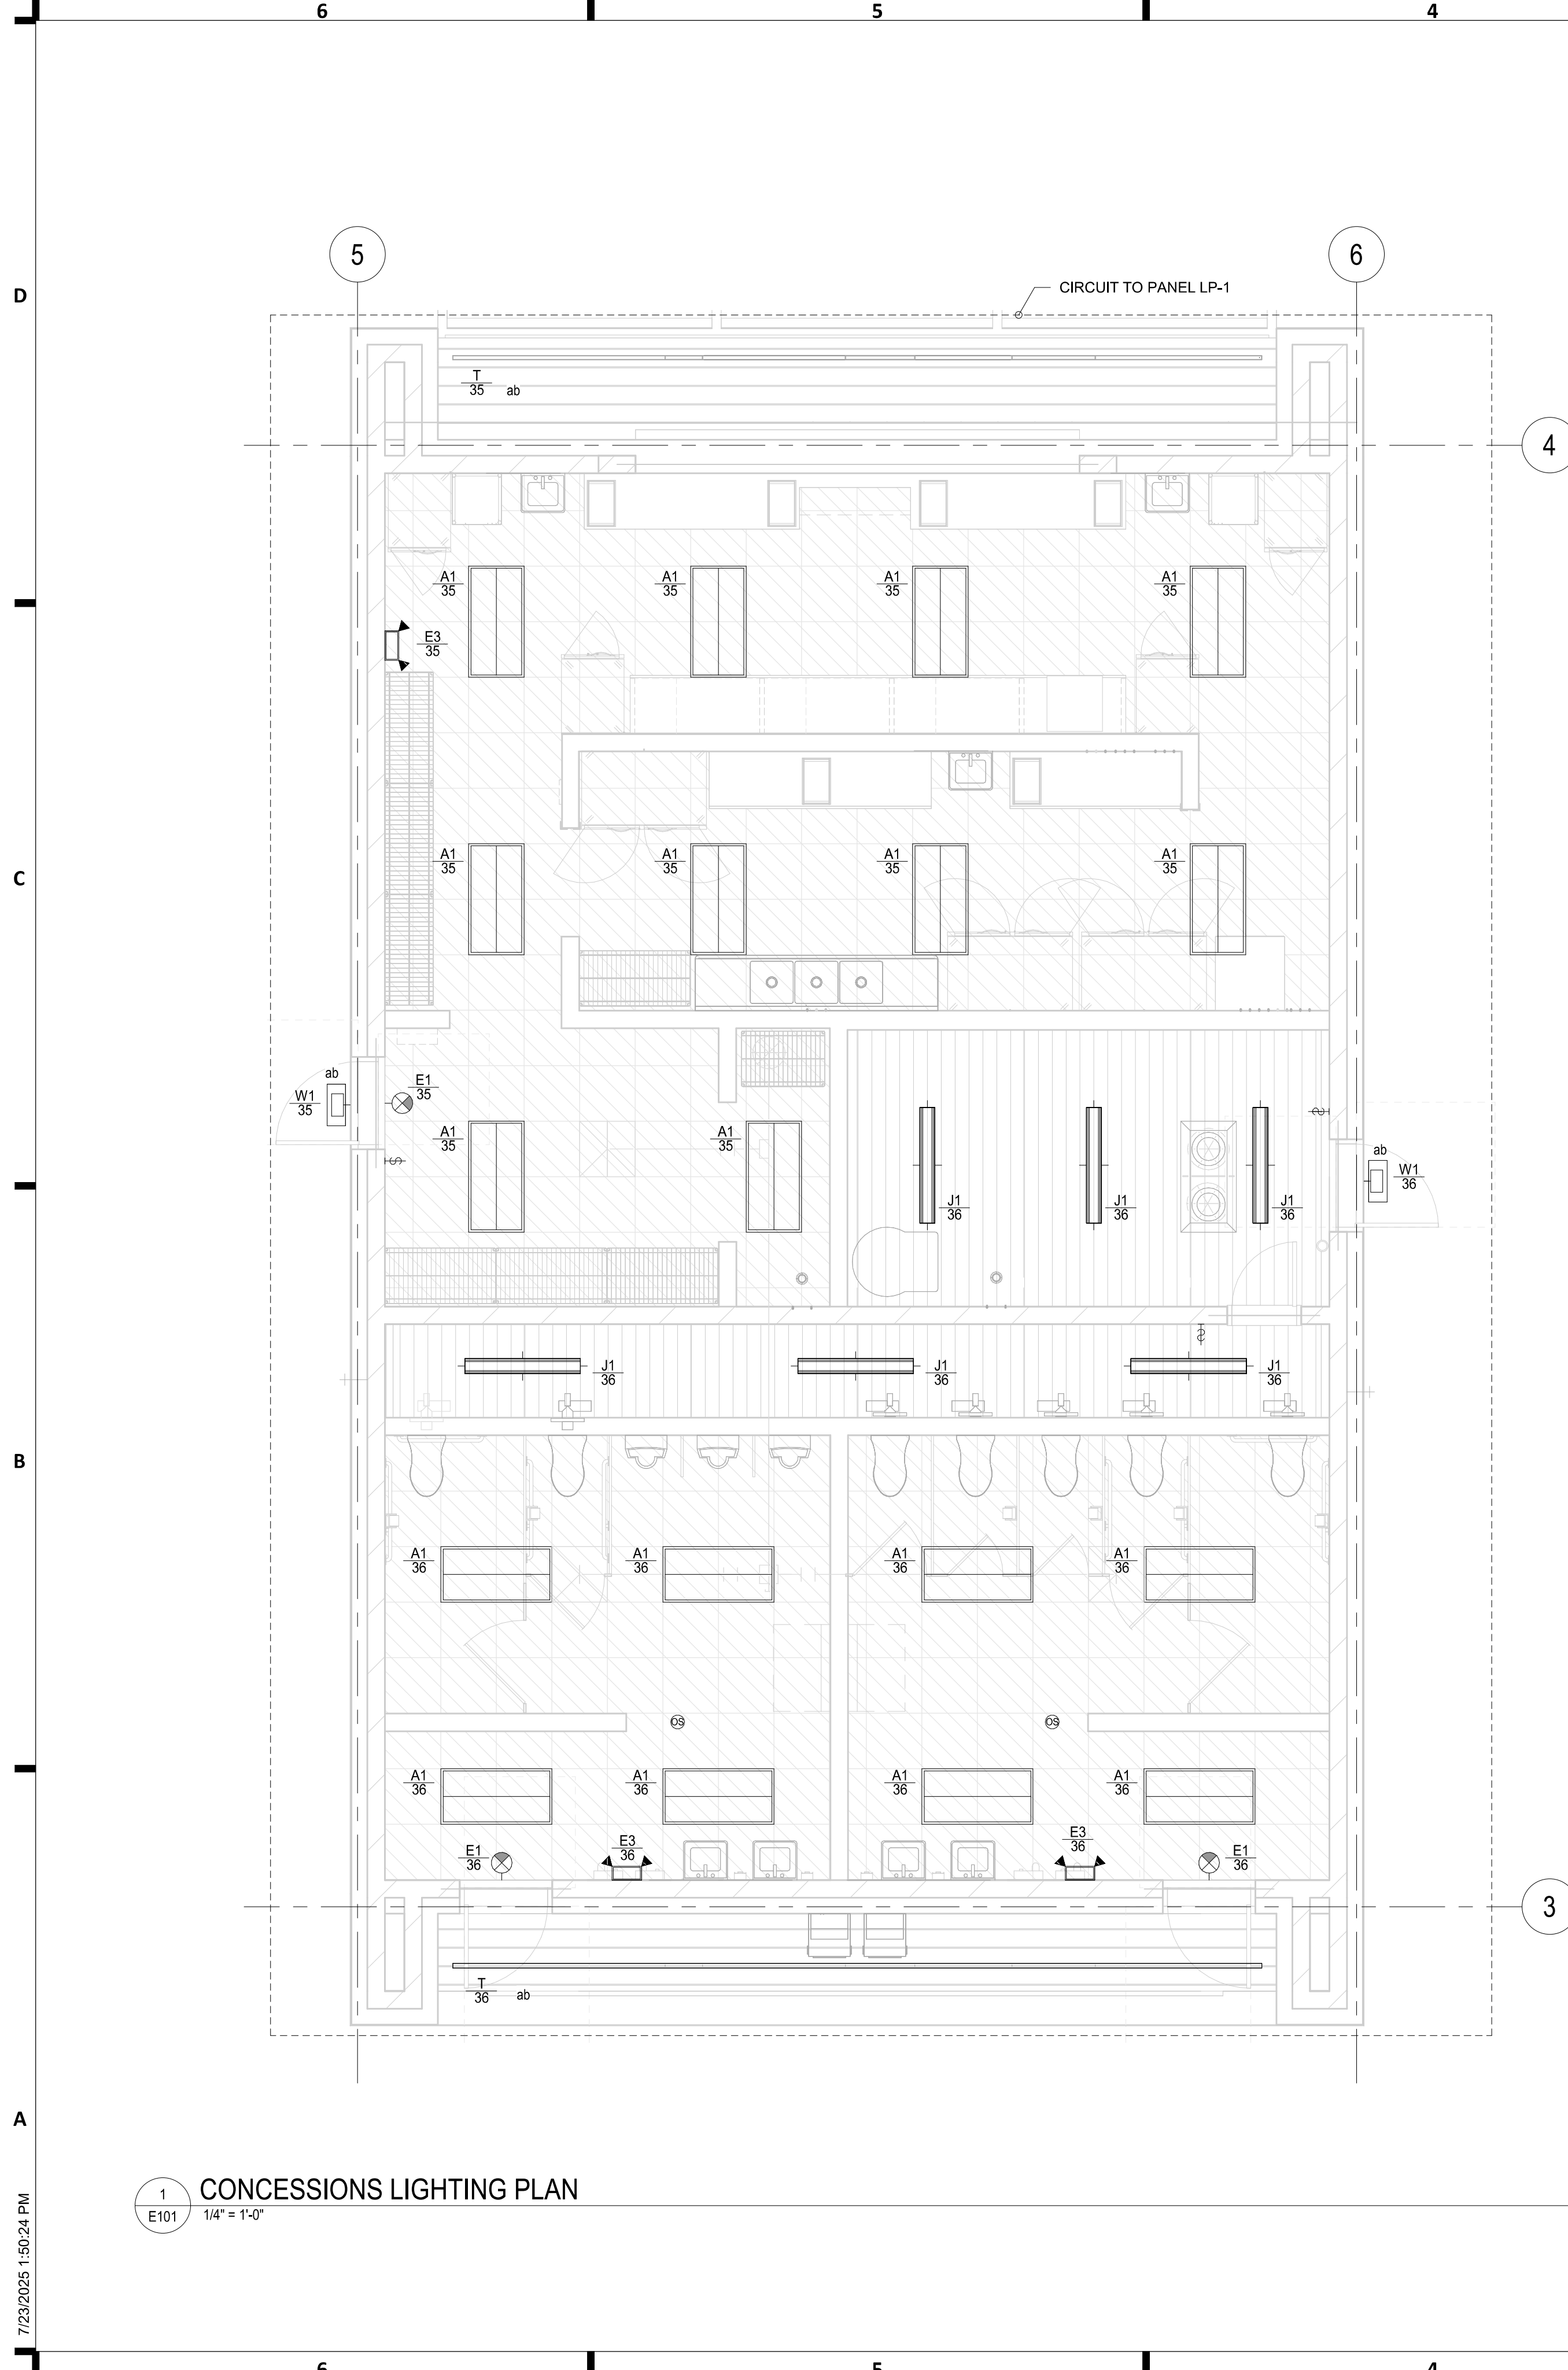 6
5
4
5
6
D
CIRCUIT TO PANEL LP-1
T
35
ab
4
A1
35
A1
35
A1
35
A1
35
E3
35
A1
35
A1
35
A1
35
A1
35
C
ab
W1
35
E1
35
A1
35
A1
35
S
S
ab
W1
36
J1
36
J1
36
J1
36
S
J1
36
J1
36
J1
36
B
A1
36
A1
36
A1
36
A1
36
OS
OS
A1
36
A1
36
A1
36
A1
36
E1
36
E3
36
E3
36
E1
36
3
T
36
ab
A
1
E101
CONCESSIONS LIGHTING PLAN
1/4" = 1'-0"
7/23/2025 1:50:24 PM
6
5
4